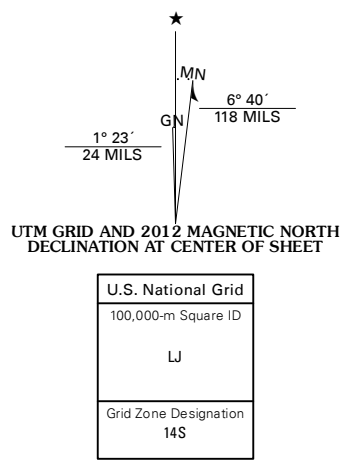 ★
MN
GN
6° 40´
118 MILS
1° 23´
24 MILS
UTM GRID AND 2012 MAGNETIC NORTH
DECLINATION AT CENTER OF SHEET
U.S. National Grid
100,000-m Square ID
LJ
Grid Zone Designation
14S